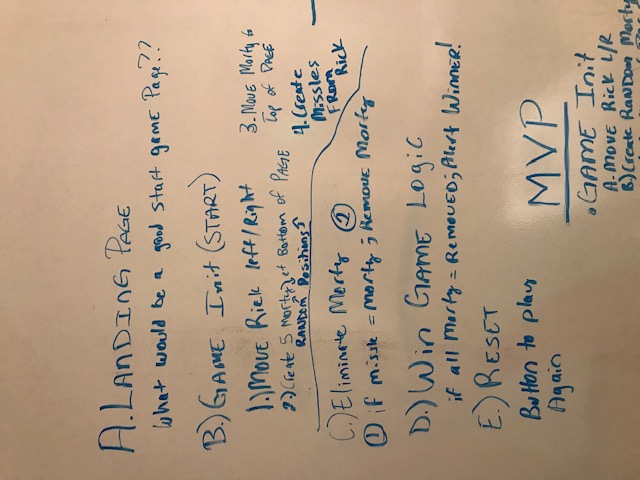 A. LANDING PAGE
What would be a good start game Page??
B.) GAME Init (START)
1.) MOVE Rick left/Right
2.) Create 5 Morty's at Bottom of PAGE
RANDOM Positions
3. MOVE Morty to
Top of PAGE
4. Create
Missles
FROM
Rick
C.) Eliminate Morty ②
① if missle = morty ; REMOVE Morty
D.) Win GAME LOGIC
if all Morty = REMOVED; Alert WINNER!
E.) RESET
Button to play
Again
MVP
• GAME Init
A. MOVE Rick L/R
B.) Create RANDOM Morty